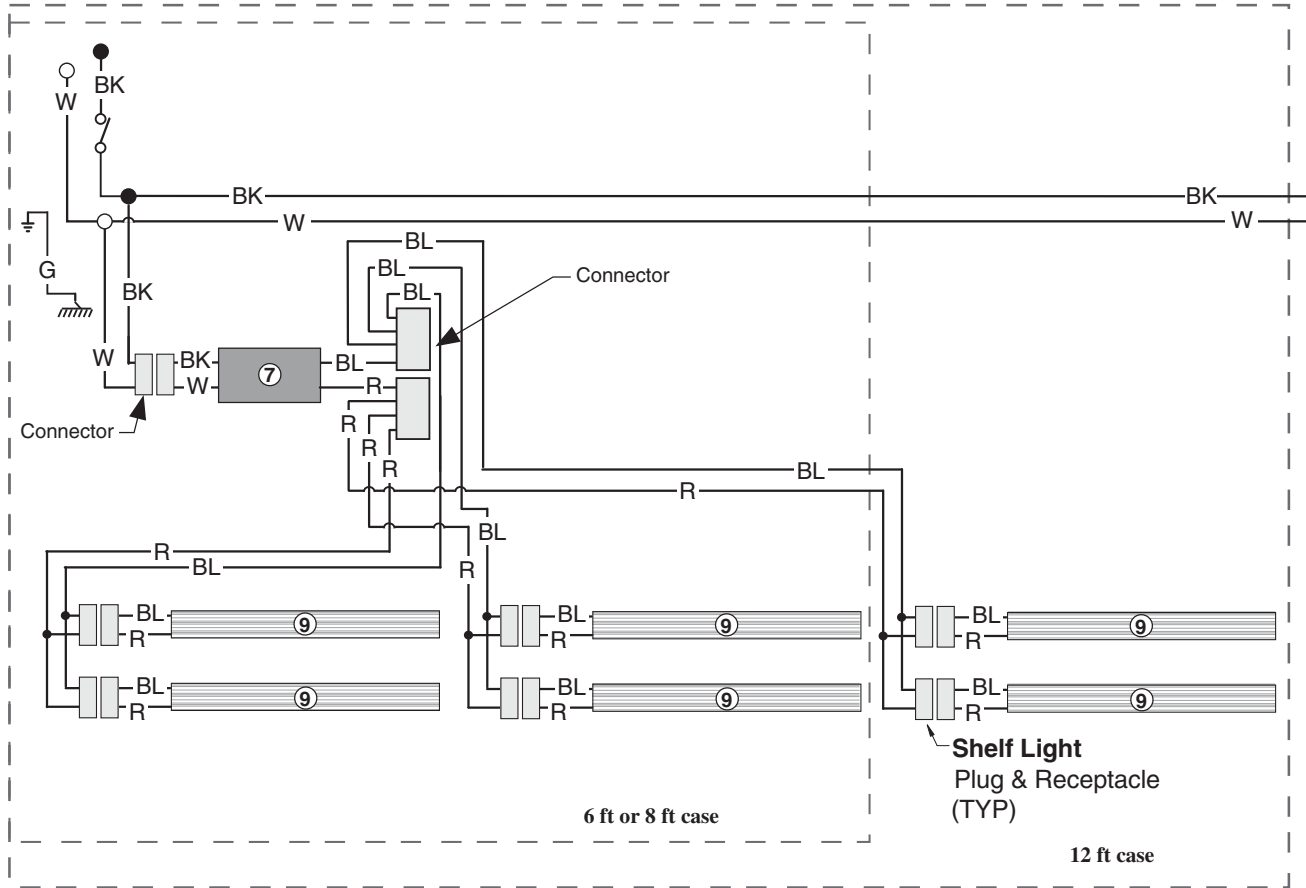 BK
W
BK
BK
W
W
BL
G
BL
Connector
BK
BL
W
BK
BL
7
W
R
Connector
R
R
R
BL
R
BL
R
R
BL
BL
9
BL
9
BL
9
R
R
R
BL
9
BL
9
BL
9
R
R
R
Shelf Light
Plug & Receptacle
(TYP)
6 ft or 8 ft case
12 ft case